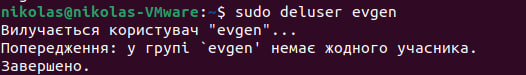 nikolas@nikolas-VMware:~$ sudo deluser evgen
Вилучається користувач "evgen"...
Попередження: у групі `evgen' немає жодного учасника.
Завершено.